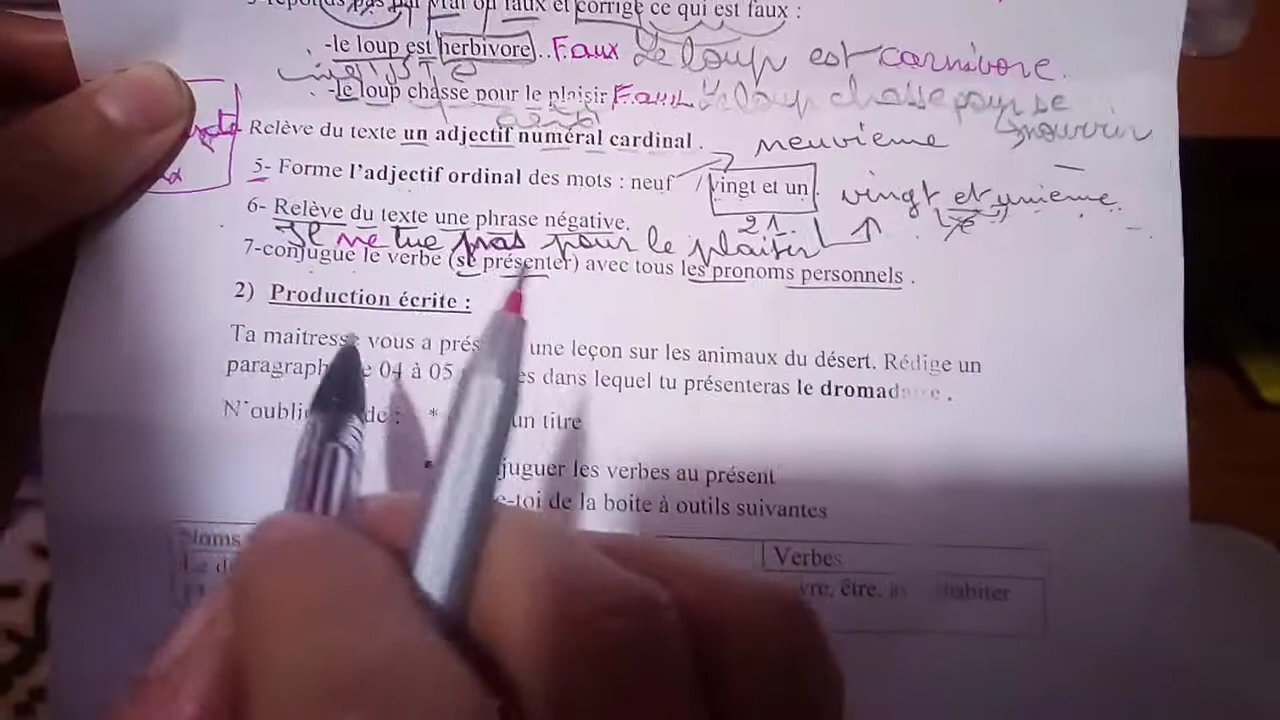 réponds pas par vrai ou faux et corrige ce qui est faux :
-le loup est herbivore.. Faux Le loup est carnivore.
-le loup chasse pour le plaisir Faux Le loup chasse pour se nourrir
Relève du texte un adjectif numéral cardinal .
5- Forme l'adjectif ordinal des mots : neuf / vingt et un . neuvième vingt et unième.
21
6- Relève du texte une phrase négative.
Je ne tue pas pour le plaisir
7-conjugue le verbe (se présenter) avec tous les pronoms personnels .
2) Production écrite :
Ta maitresse vous a prés une leçon sur les animaux du désert. Rédige un
paragraph e 04 à 05 es dans lequel tu présenteras le dromadaire .
N'oubli de : * un titre
juguer les verbes au présent
e-toi de la boite à outils suivantes
Noms Verbes
vre, être, habiter